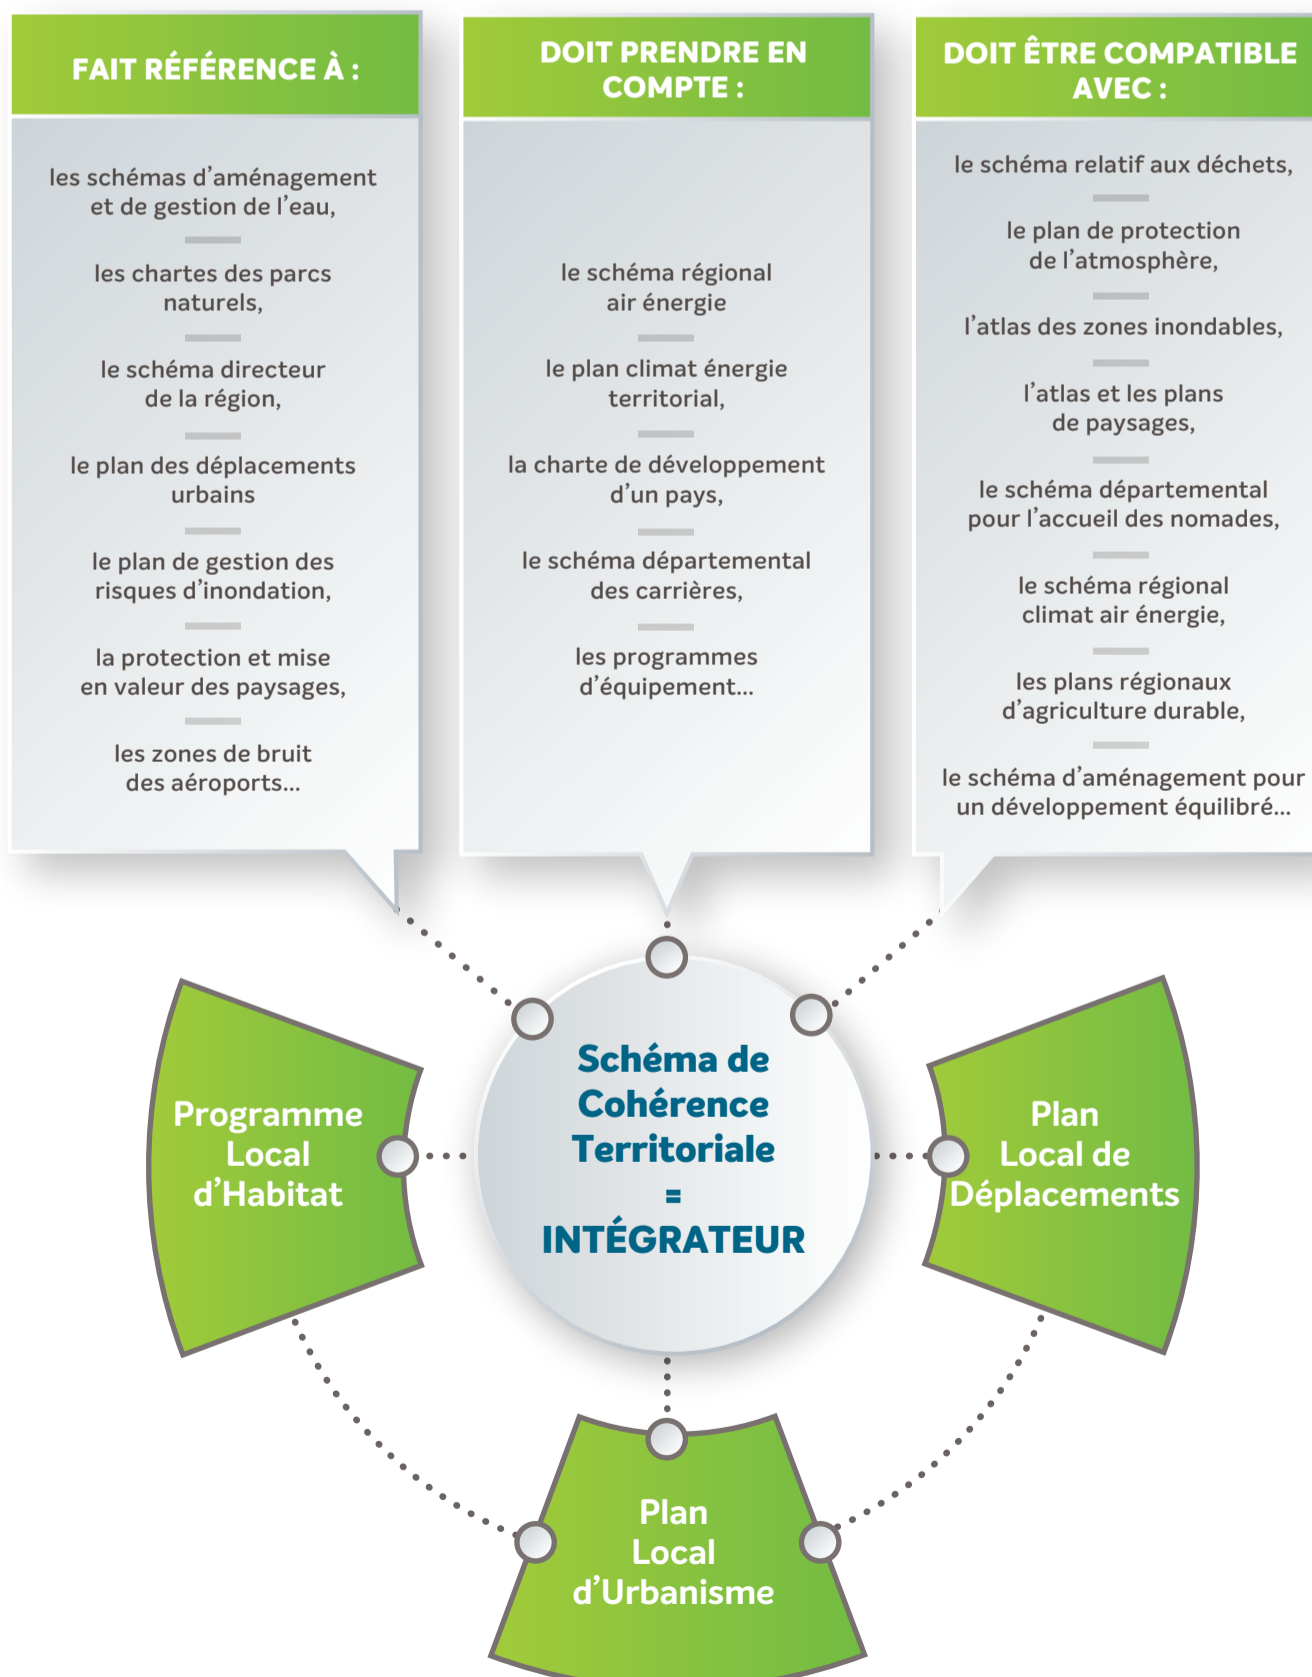 FAIT RÉFÉRENCE À :
les schémas d’aménagement
et de gestion de l’eau,
les chartes des parcs
naturels,
le schéma directeur
de la région,
le plan des déplacements
urbains
le plan de gestion des
risques d’inondation,
la protection et mise
en valeur des paysages,
les zones de bruit
des aéroports...
DOIT PRENDRE EN
COMPTE :
le schéma régional
air énergie
le plan climat énergie
territorial,
la charte de développement
d’un pays,
le schéma départemental
des carrières,
les programmes
d’équipement...
DOIT ÊTRE COMPATIBLE
AVEC :
le schéma relatif aux déchets,
le plan de protection
de l’atmosphère,
l’atlas des zones inondables,
l’atlas et les plans
de paysages,
le schéma départemental
pour l’accueil des nomades,
le schéma régional
climat air énergie,
les plans régionaux
d’agriculture durable,
le schéma d’aménagement pour
un développement équilibré...
Schéma de
Cohérence
Territoriale
=
INTÉGRATEUR
Programme
Local
d’Habitat
Plan
Local de
Déplacements
Plan
Local
d’Urbanisme